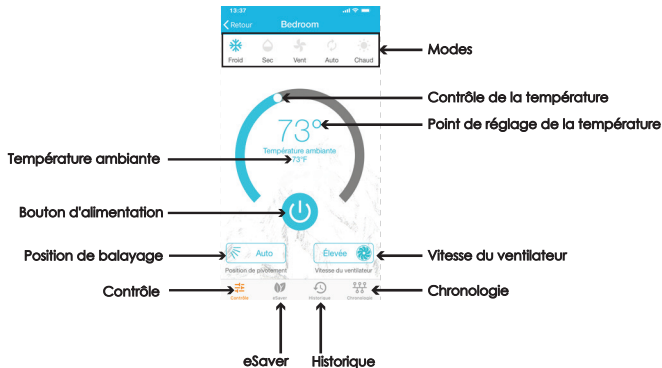 13:37
Retour Bedroom
Froid Sec Vent Auto Chaud
Modes
Contrôle de la température
73°
Point de réglage de la température
Température ambiante
73°F
Température ambiante
Bouton d'alimentation
Position de balayage
Auto
Élevée
Vitesse du ventilateur
Position de pivotement
Vitesse du ventilateur
Contrôle
Contrôle eSaver Historique Chronologie
Chronologie
eSaver Historique